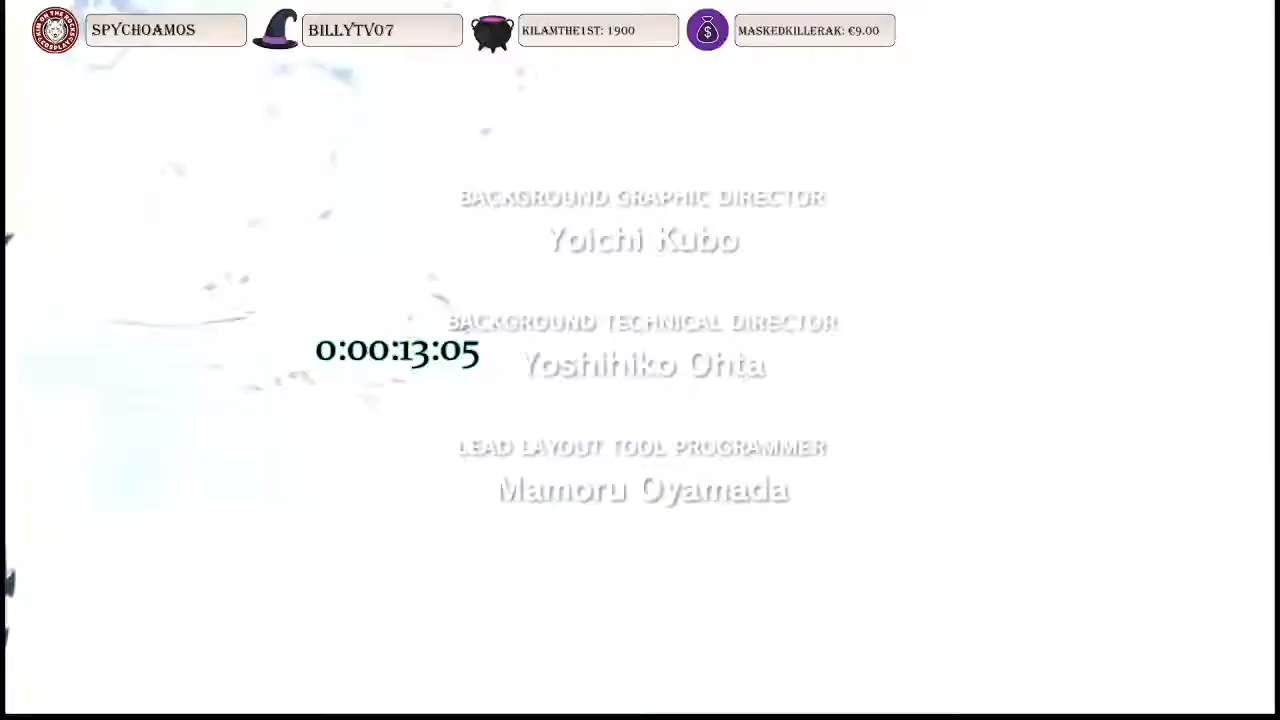 SPYCHOAMOS
BILLYTV07
KILAMTHE1ST: 1900
MASKEDKILLERAK: €9.00
BACKGROUND GRAPHIC DIRECTOR
Yoichi Kubo
BACKGROUND TECHNICAL DIRECTOR
0:00:13:05
Yoshihiko Ohta
LEAD LAYOUT TOOL PROGRAMMER
Mamoru Oyamada